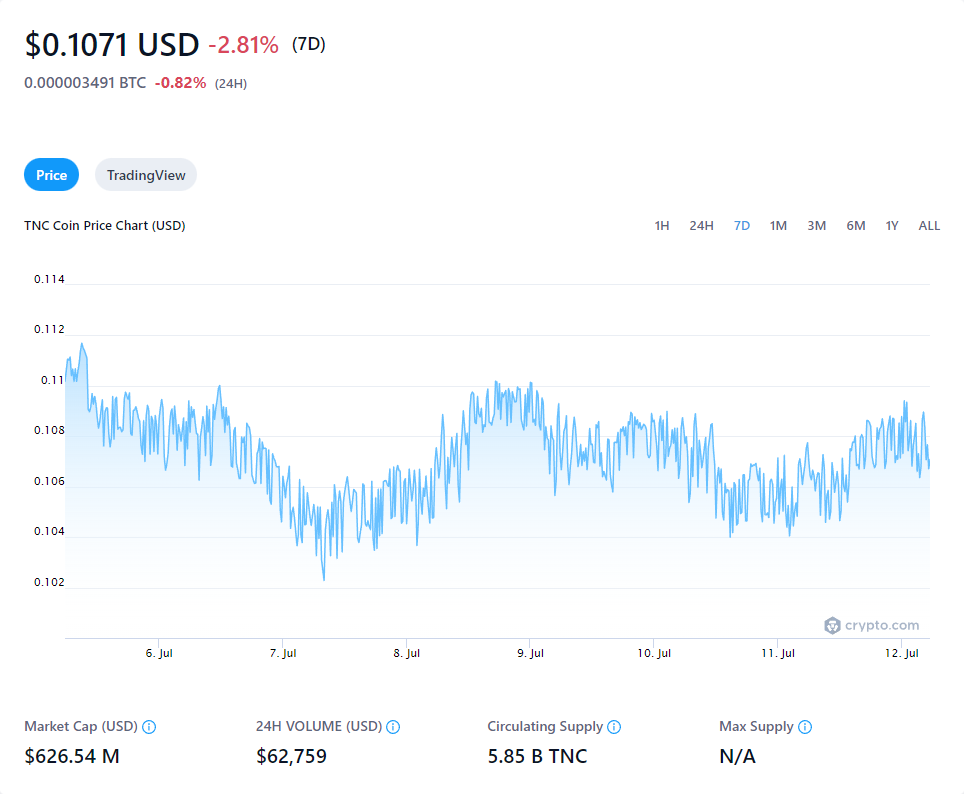 $0.1071 USD -2.81% (7D)
0.000003491 BTC -0.82% (24H)
Price TradingView
TNC Coin Price Chart (USD) 1H 24H 7D 1M 3M 6M 1Y ALL
0.114
0.112
0.11
0.108
0.106
0.104
0.102
crypto.com
6. Jul 7. Jul 8. Jul 9. Jul 10. Jul 11. Jul 12. Jul
Market Cap (USD) 24H VOLUME (USD) Circulating Supply Max Supply
$626.54 M $62,759 5.85 B TNC N/A